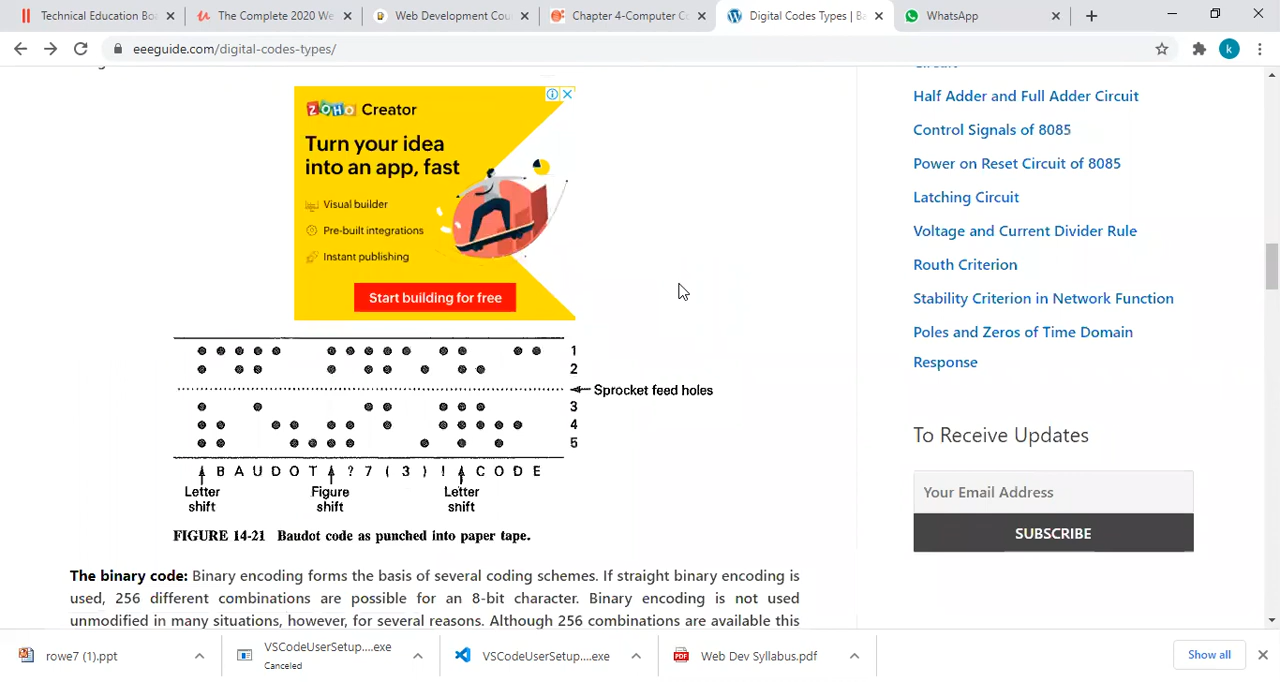 Technical Education Boa
The Complete 2020 We
Web Development Cou
Chapter 4-Computer Co
Digital Codes Types | Ba
WhatsApp
eeeguide.com/digital-codes-types/
k
ZOHO Creator
Turn your idea
into an app, fast
Visual builder
Pre-built integrations
Instant publishing
Start building for free
1
2
Sprocket feed holes
3
4
5
B A U D O T ? 7 ( 3 ) ! C O D E
Letter shift
Figure shift
Letter shift
FIGURE 14-21 Baudot code as punched into paper tape.
The binary code: Binary encoding forms the basis of several coding schemes. If straight binary encoding is
used, 256 different combinations are possible for an 8-bit character. Binary encoding is not used
unmodified in many situations, however, for several reasons. Although 256 combinations are available this
Circuit
Half Adder and Full Adder Circuit
Control Signals of 8085
Power on Reset Circuit of 8085
Latching Circuit
Voltage and Current Divider Rule
Routh Criterion
Stability Criterion in Network Function
Poles and Zeros of Time Domain
Response
To Receive Updates
Your Email Address
SUBSCRIBE
rowe7 (1).ppt
VSCodeUserSetup....exe
Canceled
VSCodeUserSetup....exe
Web Dev Syllabus.pdf
Show all